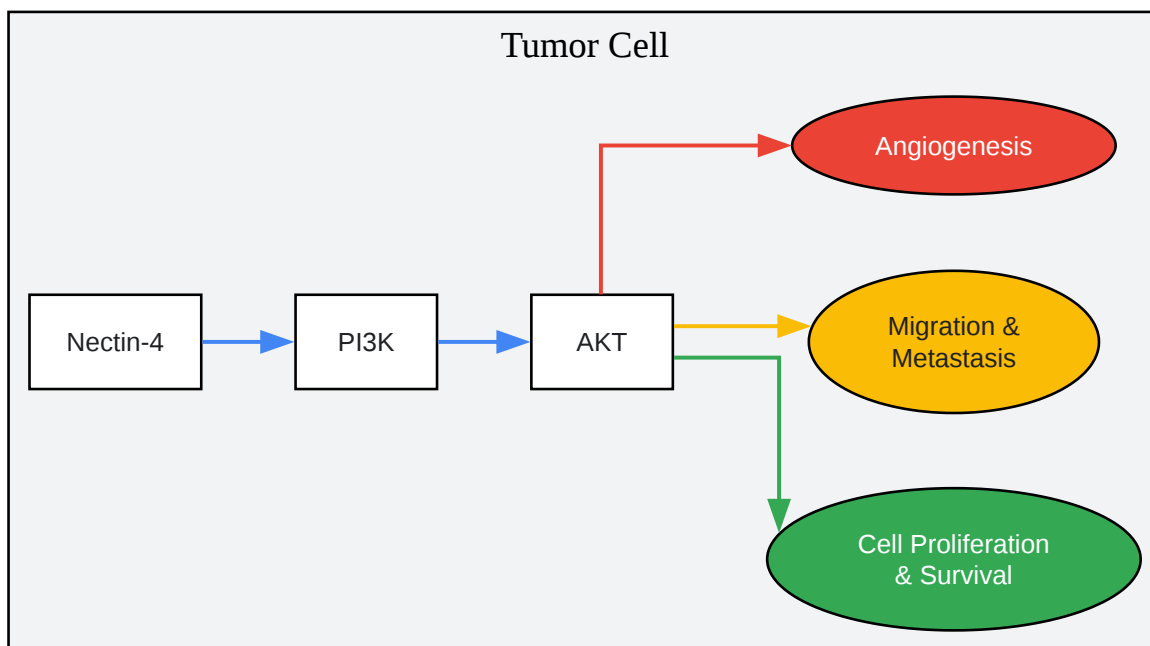 Tumor Cell
Angiogenesis
Nectin-4
PI3K
AKT
Migration &
Metastasis
Cell Proliferation
& Survival